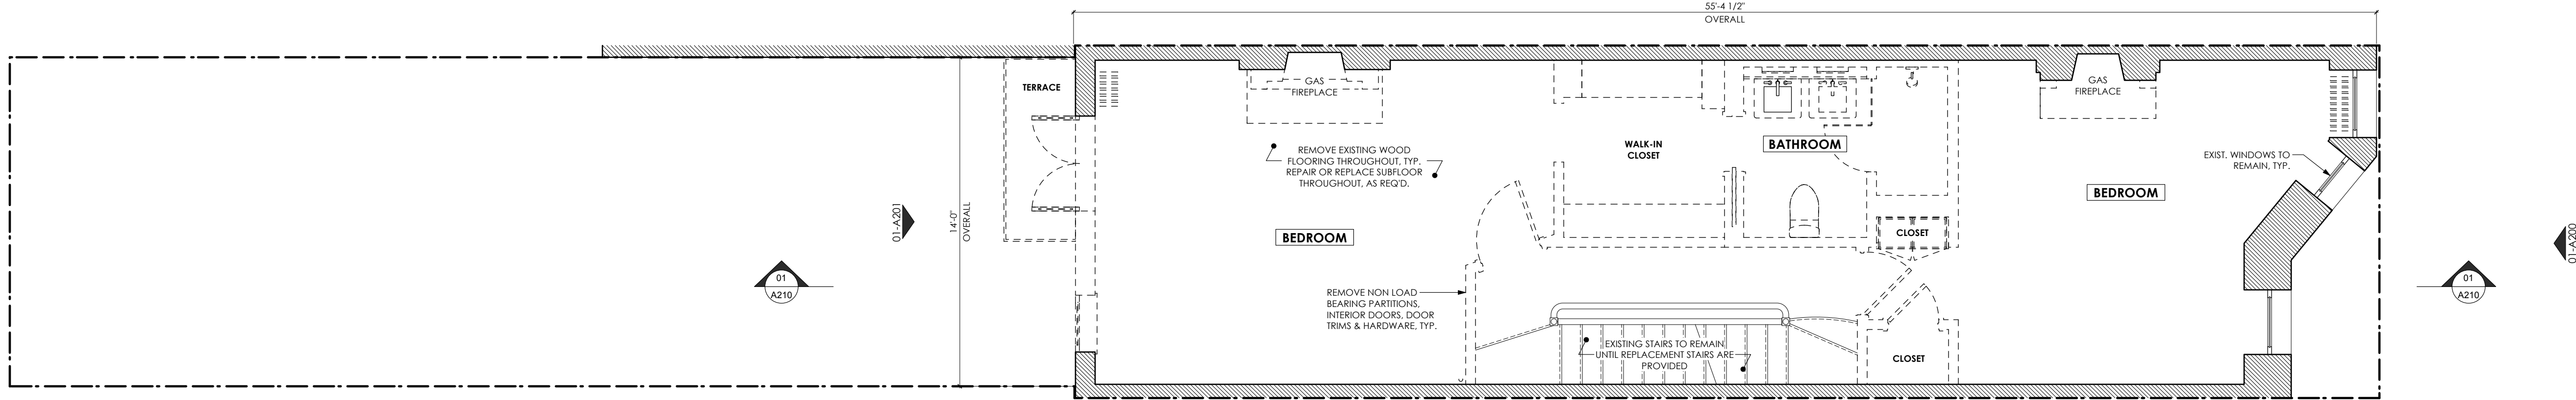 55'-4 1/2"
OVERALL
TERRACE
GAS
FIREPLACE
GAS
FIREPLACE
REMOVE EXISTING WOOD
FLOORING THROUGHOUT, TYP.
REPAIR OR REPLACE SUBFLOOR
THROUGHOUT, AS REQ'D.
WALK-IN
CLOSET
BATHROOM
EXIST. WINDOWS TO
REMAIN, TYP.
BEDROOM
01-A201
14'-0"
OVERALL
BEDROOM
CLOSET
01-A200
01
A210
REMOVE NON LOAD
BEARING PARTITIONS,
INTERIOR DOORS, DOOR
TRIMS & HARDWARE, TYP.
01
A210
EXISTING STAIRS TO REMAIN
UNTIL REPLACEMENT STAIRS ARE
PROVIDED
CLOSET